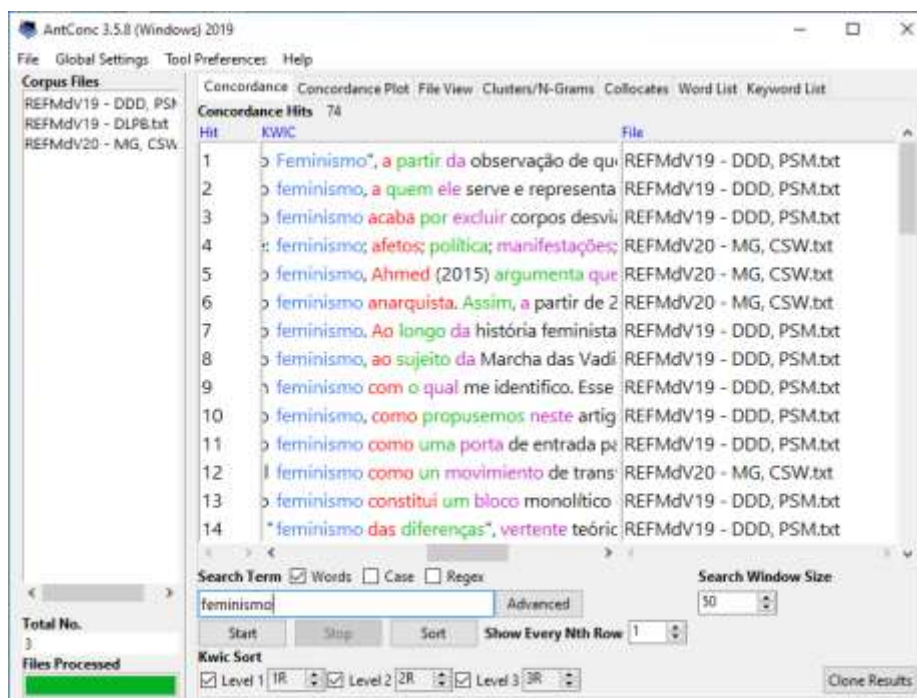 AntConc 3.5.8 (Windows) 2019
File Global Settings Tool Preferences Help
Corpus Files
REFMdV19 - DDD, PSM
REFMdV19 - DLPB.txt
REFMdV20 - MG, CSW
Concordance Concordance Plot File View Clusters/N-Grams Collocates Word List Keyword List
Concordance Hits 74
Hit KWIC File
1 o Feminismo", a partir da observação de que REFMdV19 - DDD, PSM.txt
2 o feminismo, a quem ele serve e representa REFMdV19 - DDD, PSM.txt
3 o feminismo acaba por excluir corpos desvia REFMdV19 - DDD, PSM.txt
4 : feminismo; afetos; política; manifestações; REFMdV20 - MG, CSW.txt
5 o feminismo, Ahmed (2015) argumenta que REFMdV20 - MG, CSW.txt
6 o feminismo anarquista. Assim, a partir de 2 REFMdV20 - MG, CSW.txt
7 o feminismo. Ao longo da história feminista REFMdV19 - DDD, PSM.txt
8 o feminismo, ao sujeito da Marcha das Vadi REFMdV19 - DDD, PSM.txt
9 feminismo com o qual me identifico. Esse REFMdV19 - DDD, PSM.txt
10 o feminismo, como propusemos neste artig REFMdV19 - DDD, PSM.txt
11 o feminismo como uma porta de entrada pa REFMdV19 - DDD, PSM.txt
12 l feminismo como un movimiento de trans REFMdV20 - MG, CSW.txt
13 o feminismo constitui um bloco monolítico REFMdV19 - DDD, PSM.txt
14 "feminismo das diferenças", vertente teóric REFMdV19 - DDD, PSM.txt
Search Term Words Case Regex Search Window Size
feminismo Advanced 50
Total No.
3
Start Stop Sort Show Every Nth Row 1
Files Processed
Kwic Sort
Level 1 1R Level 2 2R Level 3 3R Clone Results